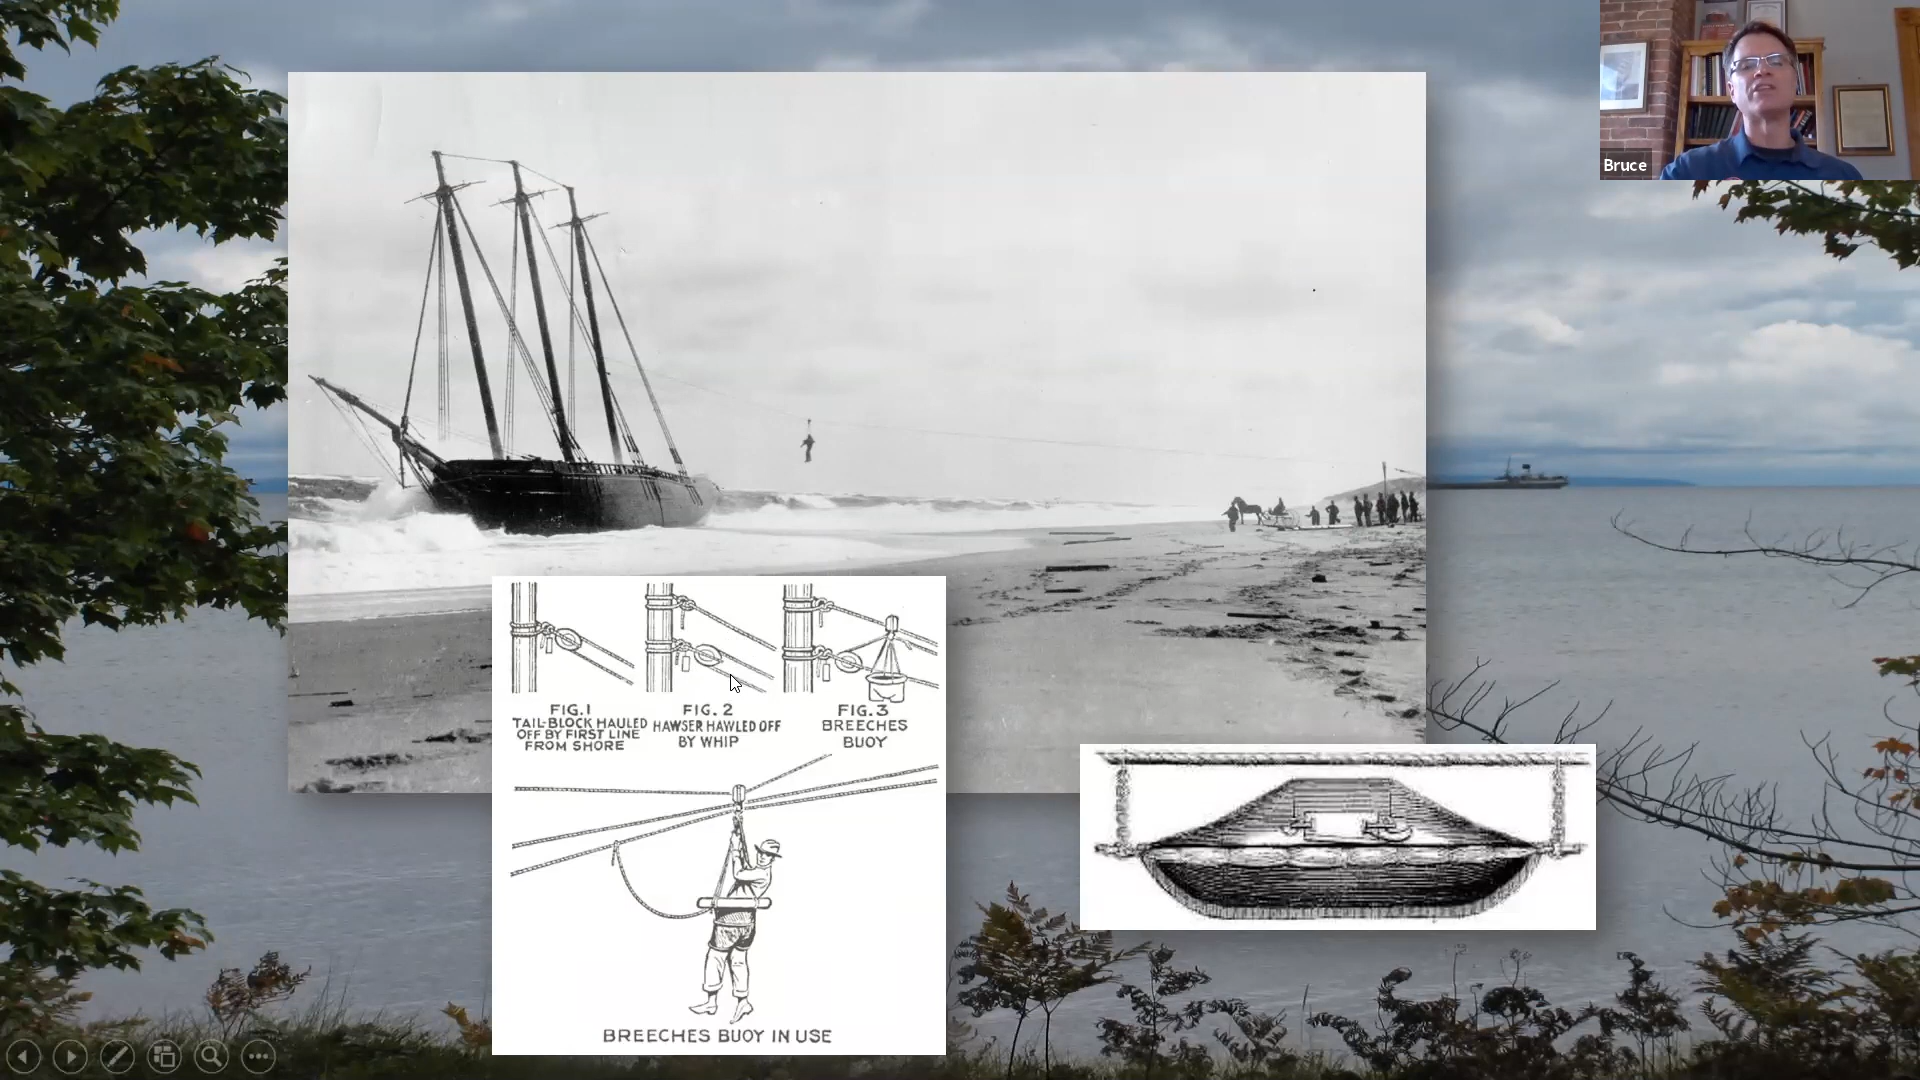 Bruce
FIG.1
TAIL-BLOCK HAULED
OFF BY FIRST LINE
FROM SHORE
FIG. 2
HAWSER HAWLED OFF
BY WHIP
FIG.3
BREECHES
BUOY
BREECHES BUOY IN USE